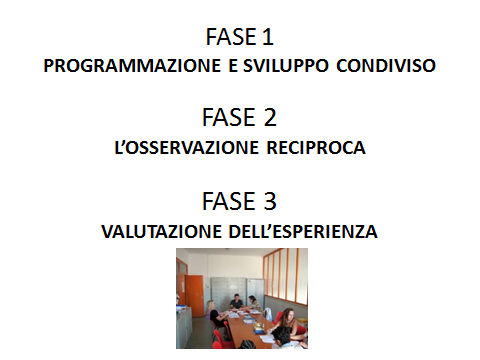 FASE 1
PROGRAMMAZIONE E SVILUPPO CONDIVISO
FASE 2
L’OSSERVAZIONE RECIPROCA
FASE 3
VALUTAZIONE DELL’ESPERIENZA